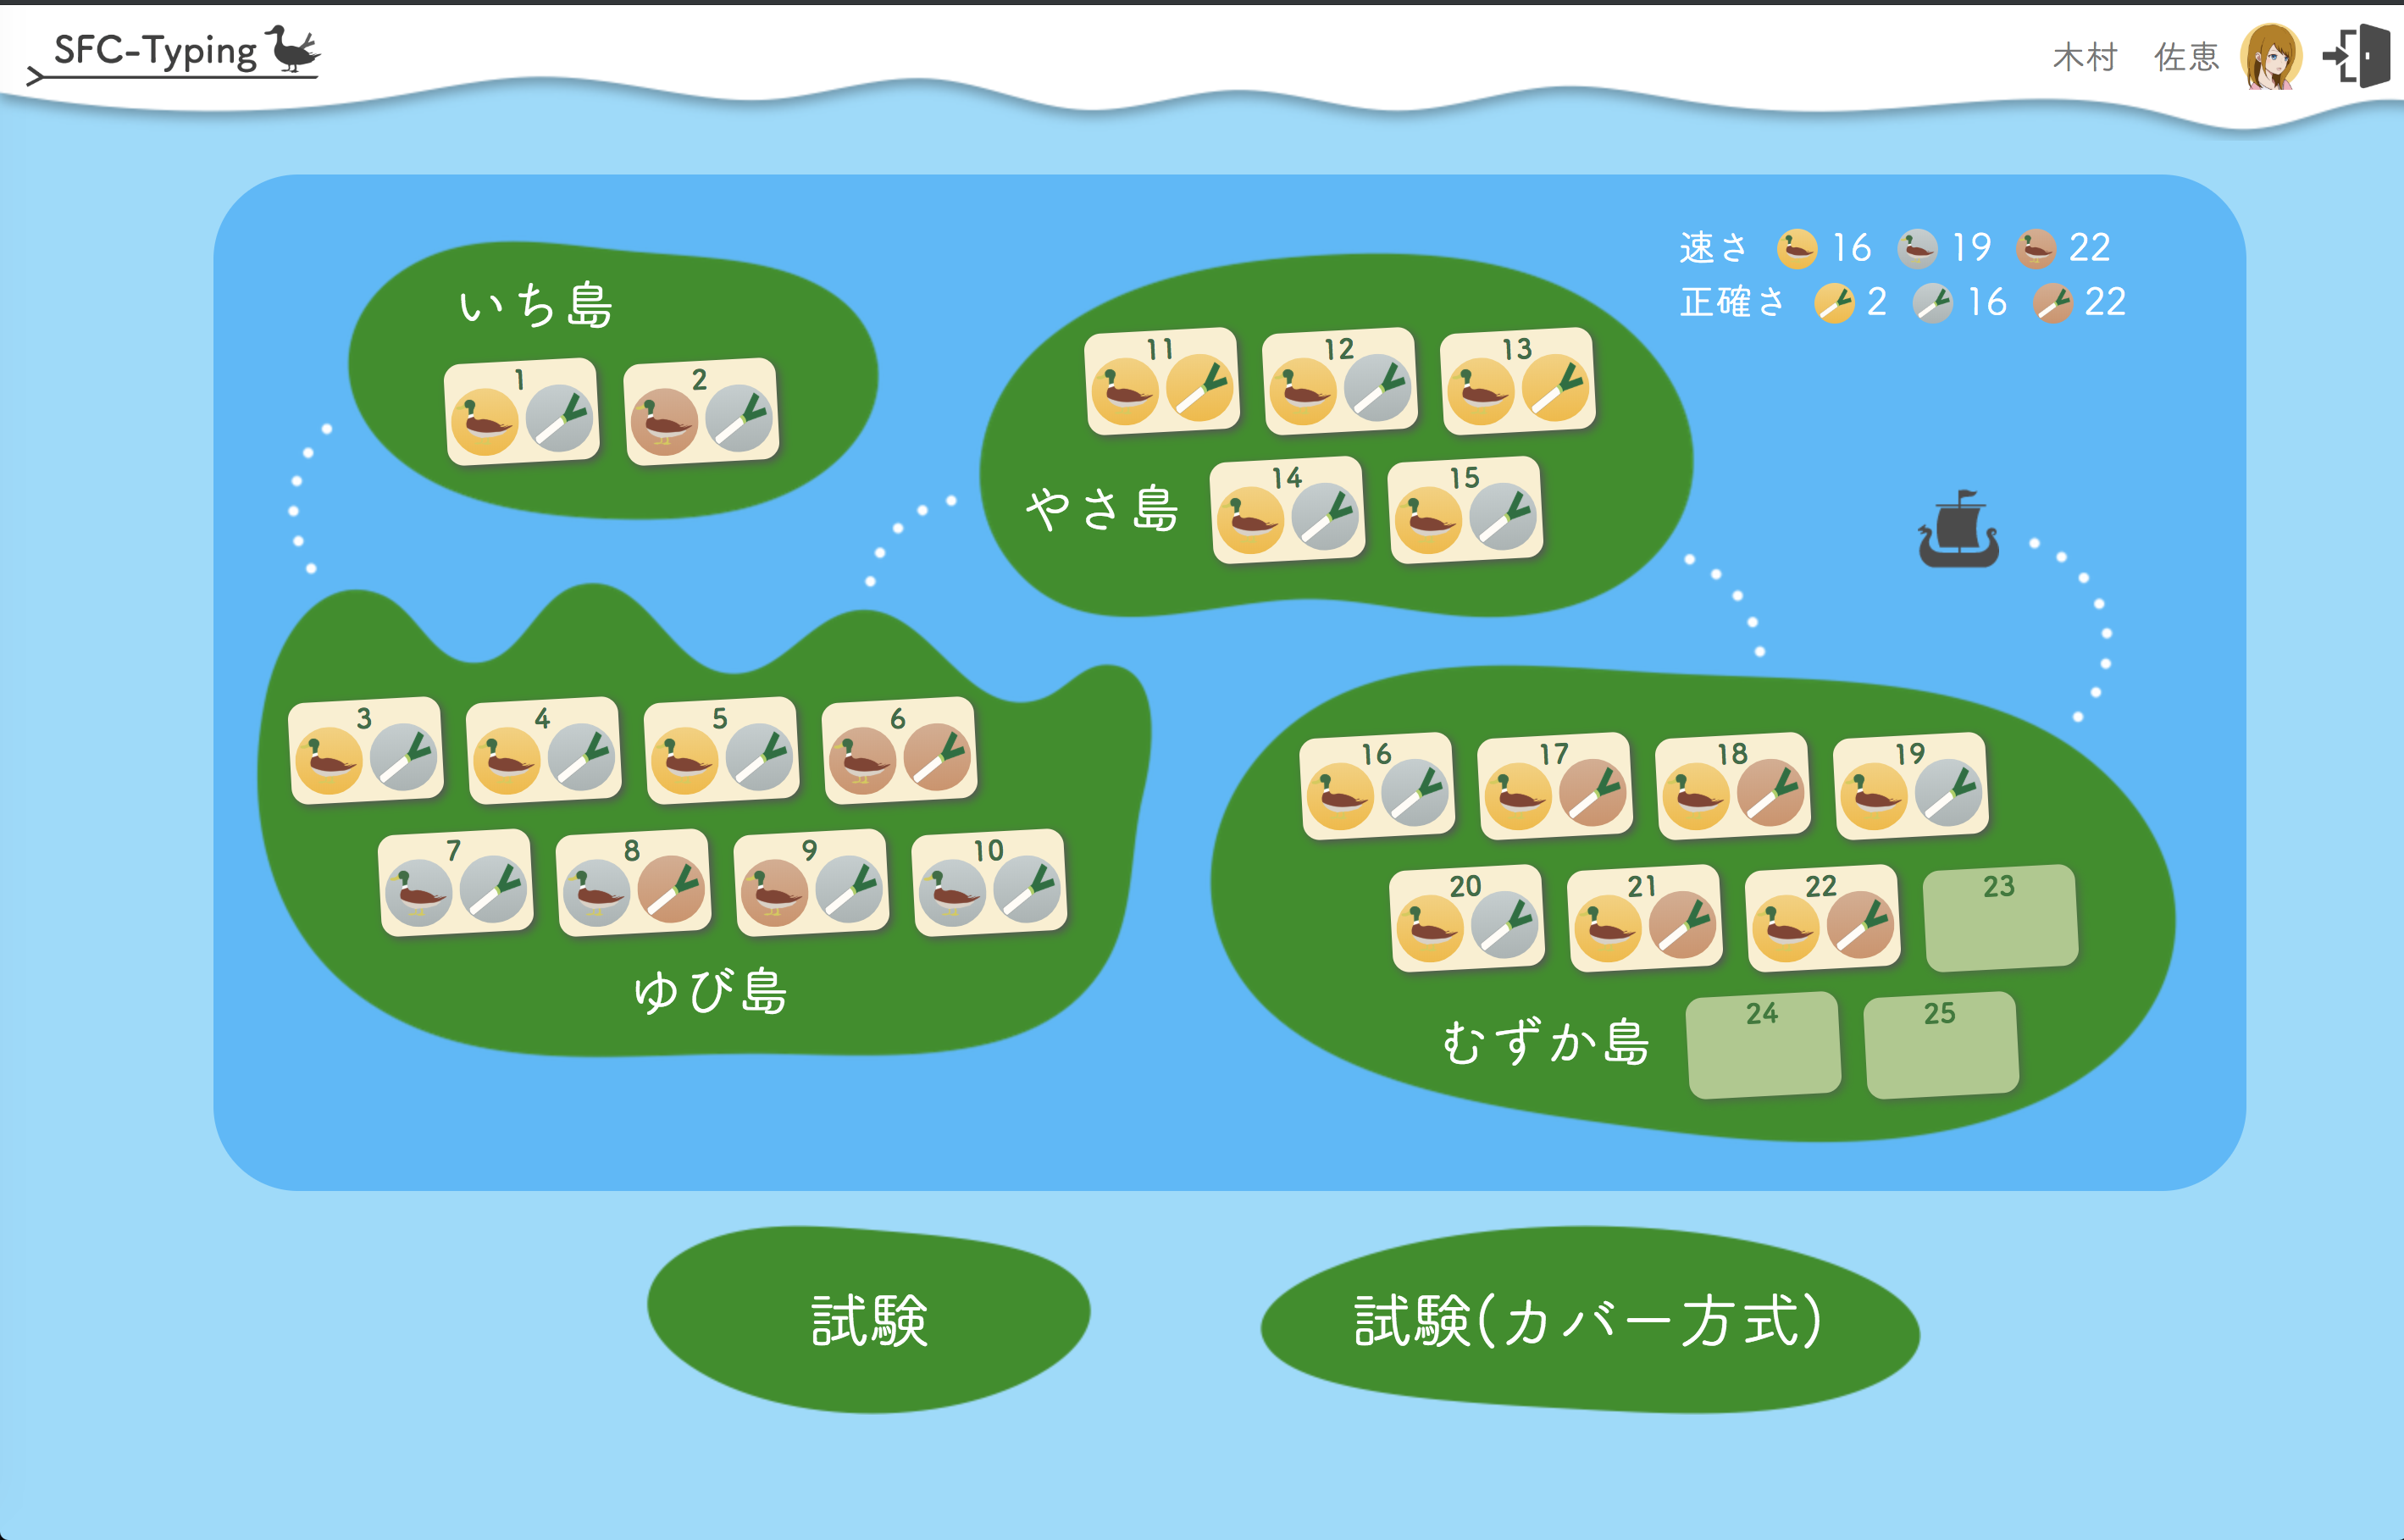 SFC-Typing
木村　佐恵
速さ 16 19 22
正確さ 2 16 22
いち島
1 2
11 12 13
やさ島 14 15
3 4 5 6
7 8 9 10
ゆび島
16 17 18 19
20 21 22 23
むずか島 24 25
試験
試験(カバー方式)